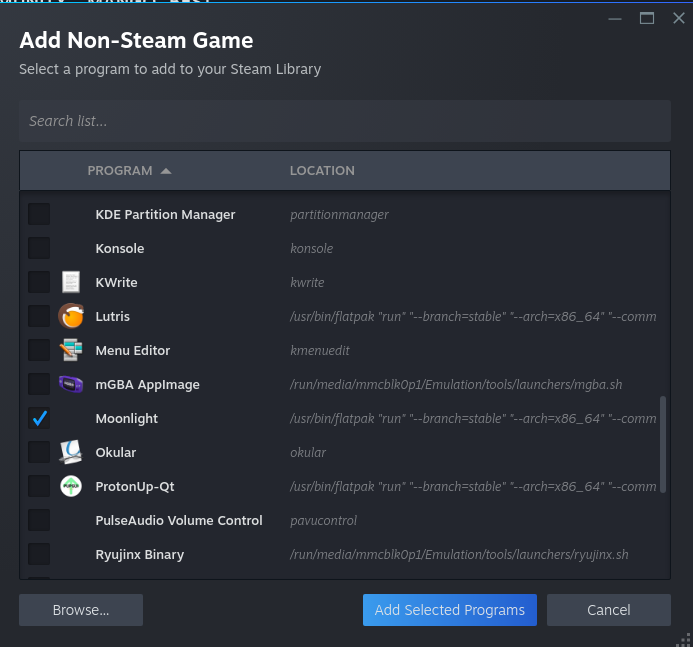 Add Non-Steam Game
Select a program to add to your Steam Library
Search list...
PROGRAM LOCATION
KDE Partition Manager partitionmanager
Konsole konsole
KWrite kwrite
Lutris /usr/bin/flatpak "run" "--branch=stable" "--arch=x86_64" "--comm
Menu Editor kmenuedit
mGBA AppImage /run/media/mmcblk0p1/Emulation/tools/launchers/mgba.sh
Moonlight /usr/bin/flatpak "run" "--branch=stable" "--arch=x86_64" "--comm
Okular okular
ProtonUp-Qt /usr/bin/flatpak "run" "--branch=stable" "--arch=x86_64" "--comm
PulseAudio Volume Control pavucontrol
Ryujinx Binary /run/media/mmcblk0p1/Emulation/tools/launchers/ryujinx.sh
Browse... Add Selected Programs Cancel